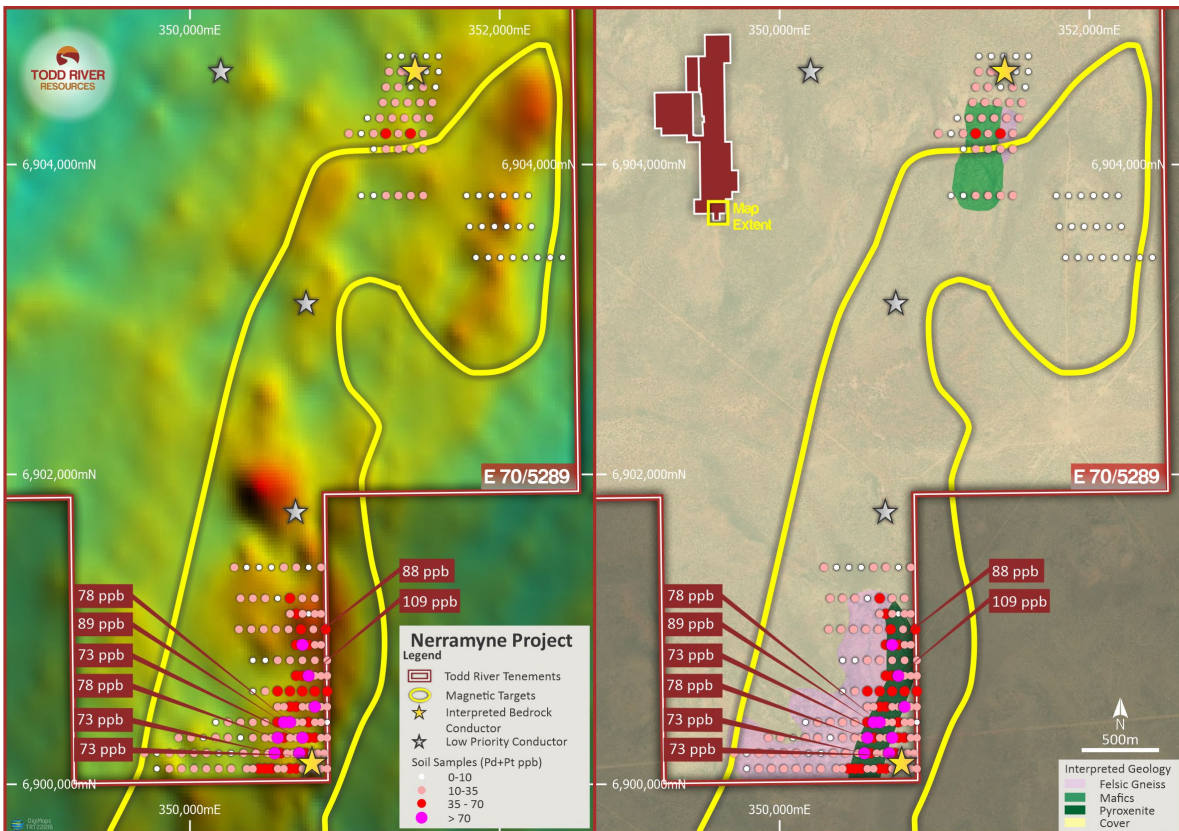 350,000mE
352,000mE
TODD RIVER
RESOURCES
6,904,000mN
6,904,000mN
6,902,000mN
E 70/5289
88 ppb
109 ppb
78 ppb
89 ppb
73 ppb
78 ppb
73 ppb
73 ppb
6,900,000mN
350,000mE
Nerramyne Project
Legend
Todd River Tenements
Magnetic Targets
Interpreted Bedrock
Conductor
Low Priority Conductor
Soil Samples (Pd+Pt ppb)
0-10
10-35
35 - 70
> 70
DigiMaps
350,000mE
352,000mE
Map
Extent
6,904,000mN
6,904,000mN
6,902,000mN
E 70/5289
88 ppb
109 ppb
78 ppb
89 ppb
73 ppb
78 ppb
73 ppb
73 ppb
6,900,000mN
350,000mE
N
500m
Interpreted Geology
Felsic Gneiss
Mafics
Pyroxenite
Cover